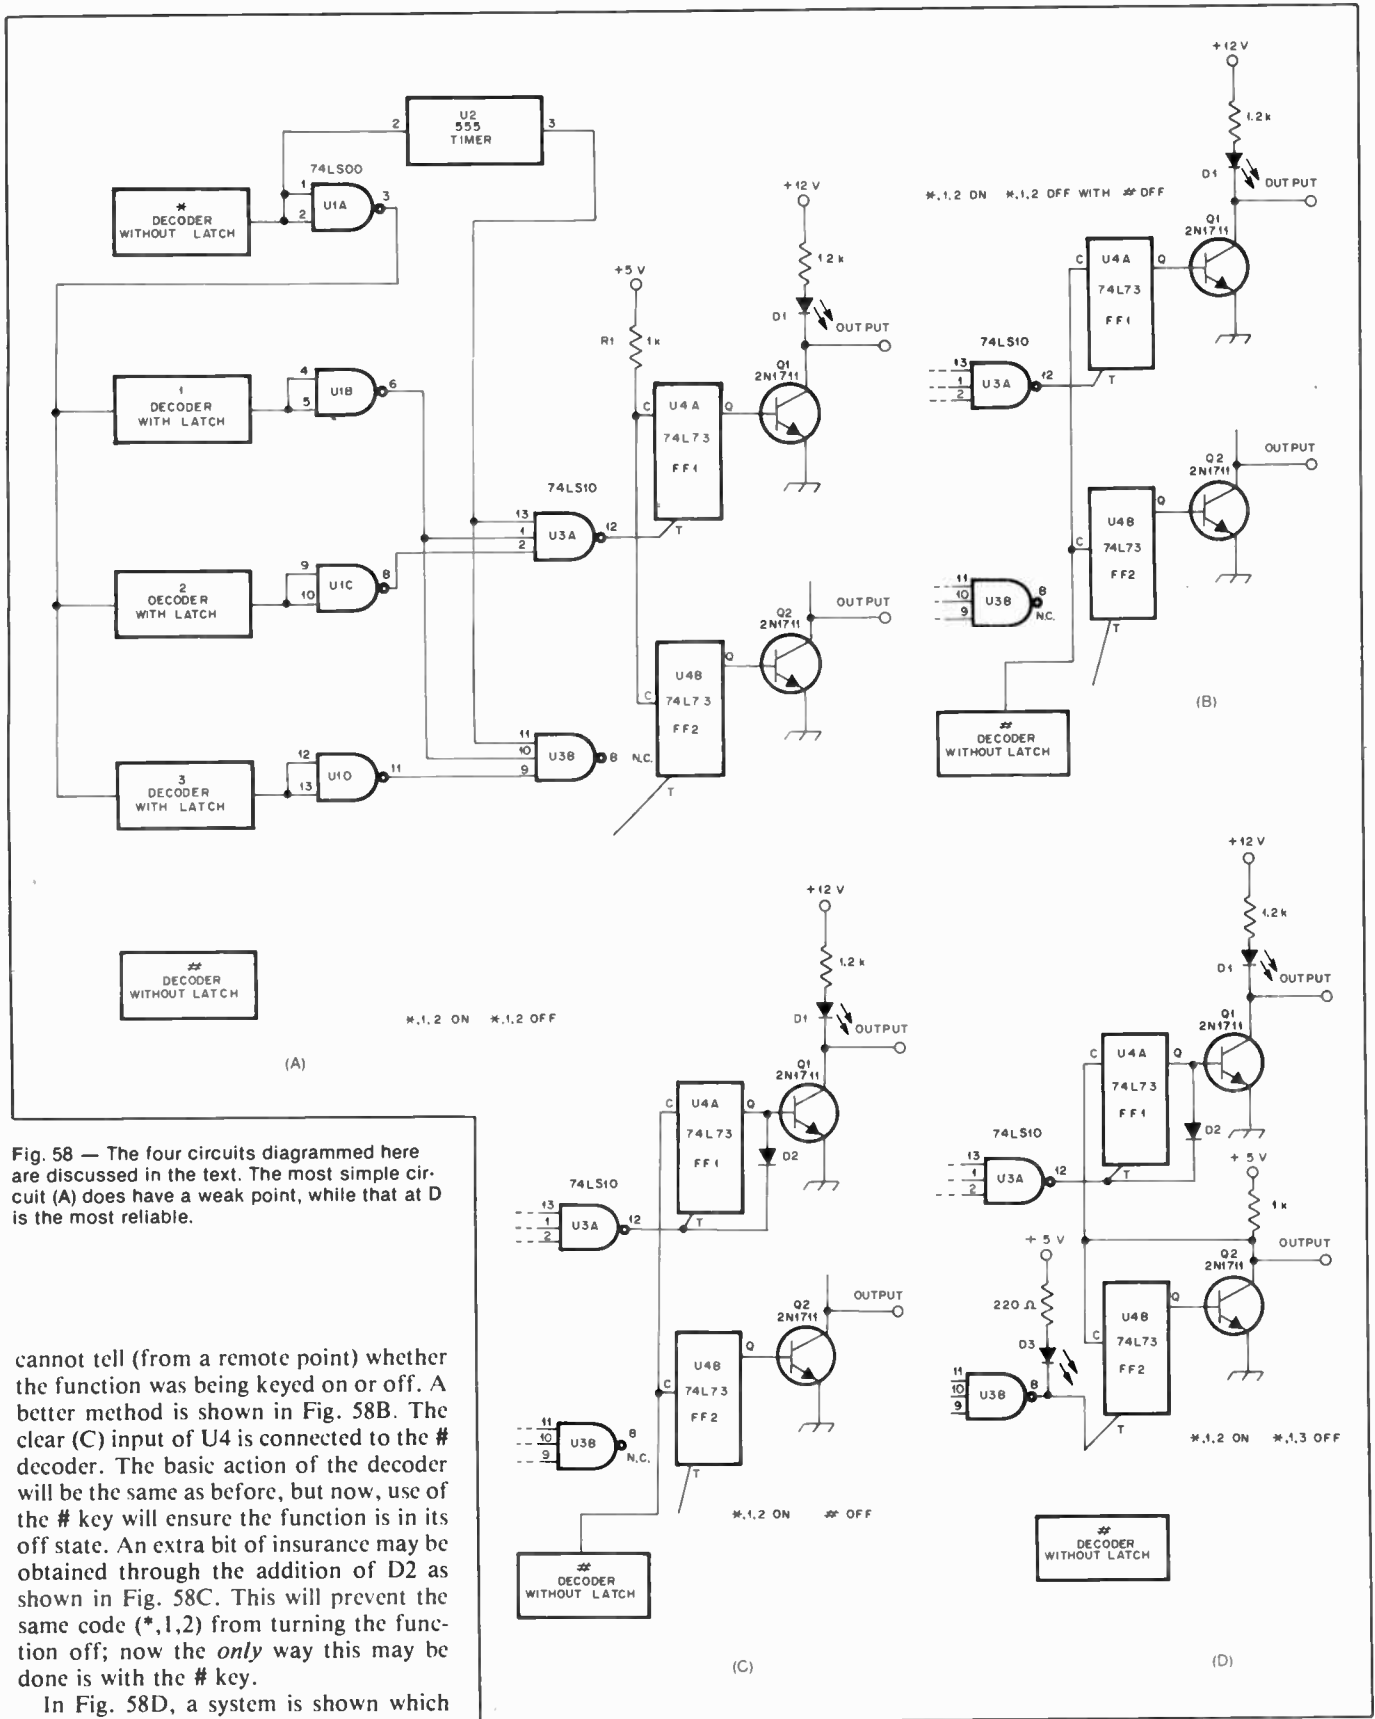 U2
555
TIMER
2
3
74LS00
1
2
U1A
3
*
DECODER
WITHOUT LATCH
1
DECODER
WITH LATCH
4
5
U1B
6
2
DECODER
WITH LATCH
9
10
U1C
8
3
DECODER
WITH LATCH
12
13
U1D
11
#
DECODER
WITHOUT LATCH
74LS10
13
1
2
U3A
12
11
10
9
U3B
8
N.C.
+5 V
R1
1k
C
U4A
74L73
FF1
Q
T
C
U4B
74L73
FF2
Q
T
+12 V
1.2 k
D1
OUTPUT
Q1
2N1711
OUTPUT
Q2
2N1711
*,1,2 ON *,1,2 OFF
(A)
+12 V
1.2k
D1
OUTPUT
*,1,2 ON *,1,2 OFF WITH # OFF
Q1
2N1711
C
U4A
74L73
FF1
Q
T
74LS10
13
1
2
U3A
12
OUTPUT
Q2
2N1711
C
U4B
74L73
FF2
Q
T
11
10
9
U3B
8
N.C.
#
DECODER
WITHOUT LATCH
(B)
+12 V
1.2k
D1
OUTPUT
Q1
2N1711
C
U4A
74L73
FF1
Q
D2
T
74LS10
13
1
2
U3A
12
OUTPUT
Q2
2N1711
C
U4B
74L73
FF2
Q
T
11
10
9
U3B
8
N.C.
*,1,2 ON # OFF
#
DECODER
WITHOUT LATCH
(C)
+12 V
1.2k
D1
OUTPUT
Q1
2N1711
C
U4A
74L73
FF1
Q
D2
T
74LS10
13
1
2
U3A
12
+ 5 V
1k
OUTPUT
Q2
2N1711
+ 5 V
220 Ω
D3
C
U4B
74L73
FF2
Q
T
11
10
9
U3B
8
*,1,2 ON *,1,3 OFF
#
DECODER
WITHOUT LATCH
(D)
Fig. 58 — The four circuits diagrammed here
are discussed in the text. The most simple cir-
cuit (A) does have a weak point, while that at D
is the most reliable.
cannot tell (from a remote point) whether
the function was being keyed on or off. A
better method is shown in Fig. 58B. The
clear (C) input of U4 is connected to the #
decoder. The basic action of the decoder
will be the same as before, but now, use of
the # key will ensure the function is in its
off state. An extra bit of insurance may be
obtained through the addition of D2 as
shown in Fig. 58C. This will prevent the
same code (*,1,2) from turning the func-
tion off; now the only way this may be
done is with the # key.
In Fig. 58D, a system is shown which